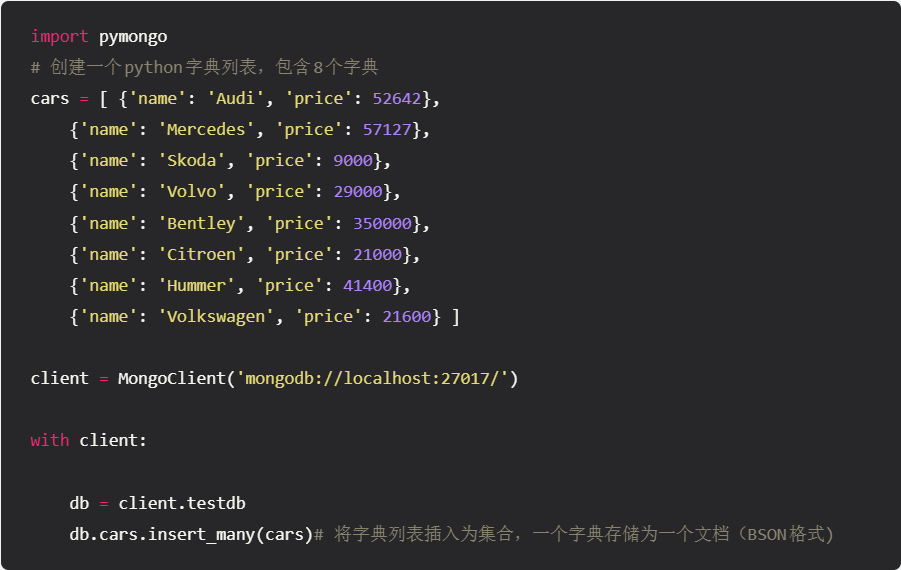 import pymongo
# 创建一个python字典列表，包含8个字典
cars = [ {'name': 'Audi', 'price': 52642},
    {'name': 'Mercedes', 'price': 57127},
    {'name': 'Skoda', 'price': 9000},
    {'name': 'Volvo', 'price': 29000},
    {'name': 'Bentley', 'price': 350000},
    {'name': 'Citroen', 'price': 21000},
    {'name': 'Hummer', 'price': 41400},
    {'name': 'Volkswagen', 'price': 21600} ]
client = MongoClient('mongodb://localhost:27017/')
with client:
    db = client.testdb
    db.cars.insert_many(cars)# 将字典列表插入为集合，一个字典存储为一个文档（BSON格式)